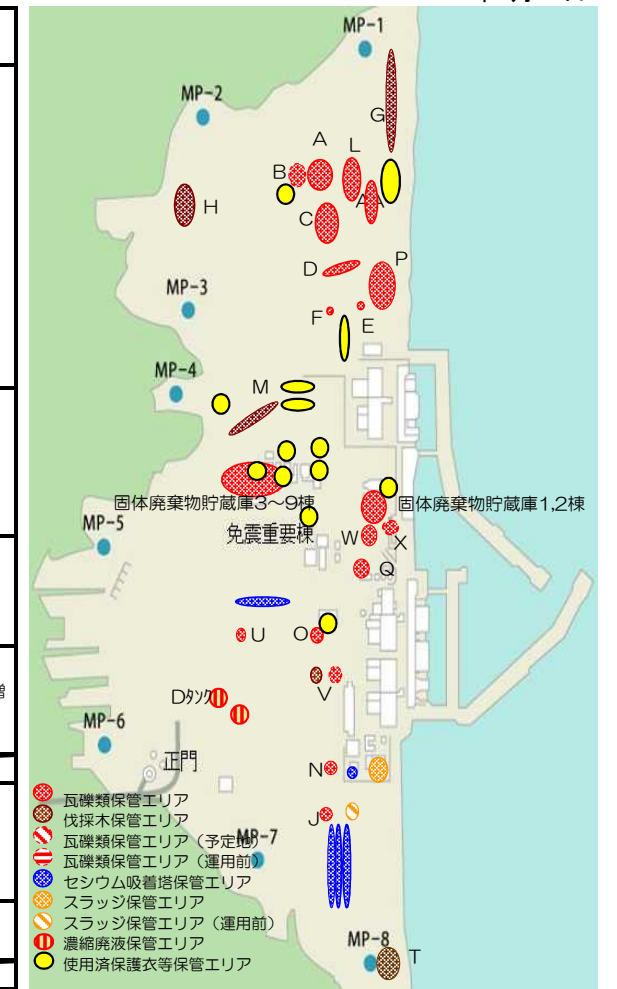 MP-1
MP-2
G
A
L
B
AA
H
C
P
D
MP-3
F
E
MP-4
M
固体廃棄物貯蔵庫3～9棟
固体廃棄物貯蔵庫1,2棟
MP-5
免震重要棟
W
X
Q
U
O
V
Dタンク
増
MP-6
正門
N
J
瓦礫類保管エリア
伐採木保管エリア
瓦礫類保管エリア（予定地）
MP-7
瓦礫類保管エリア（運用前）
セシウム吸着塔保管エリア
スラッジ保管エリア
スラッジ保管エリア（運用前）
濃縮廃液保管エリア
使用済保護衣等保管エリア
MP-8
T